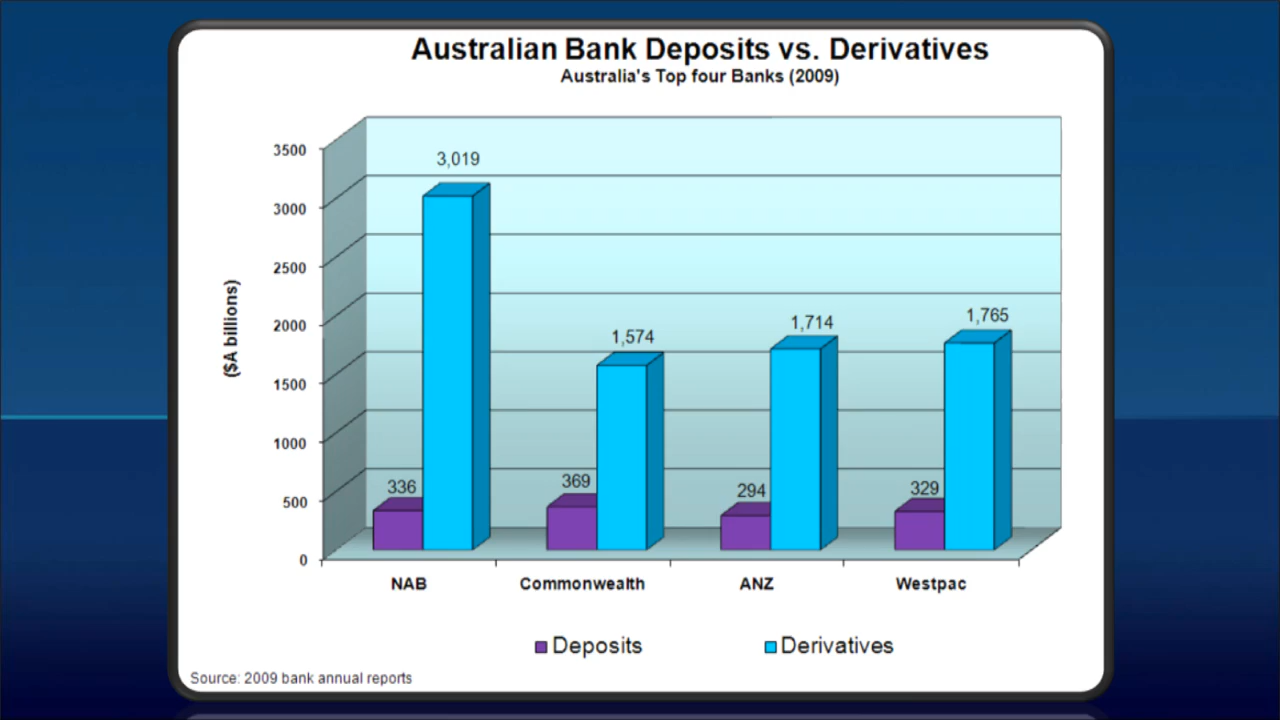 Australian Bank Deposits vs. Derivatives
Australia's Top four Banks (2009)
($A billions)
3500
3000
2500
2000
1500
1000
500
0
3,019
1,574
1,714
1,765
336
369
294
329
NAB
Commonwealth
ANZ
Westpac
Deposits
Derivatives
Source: 2009 bank annual reports